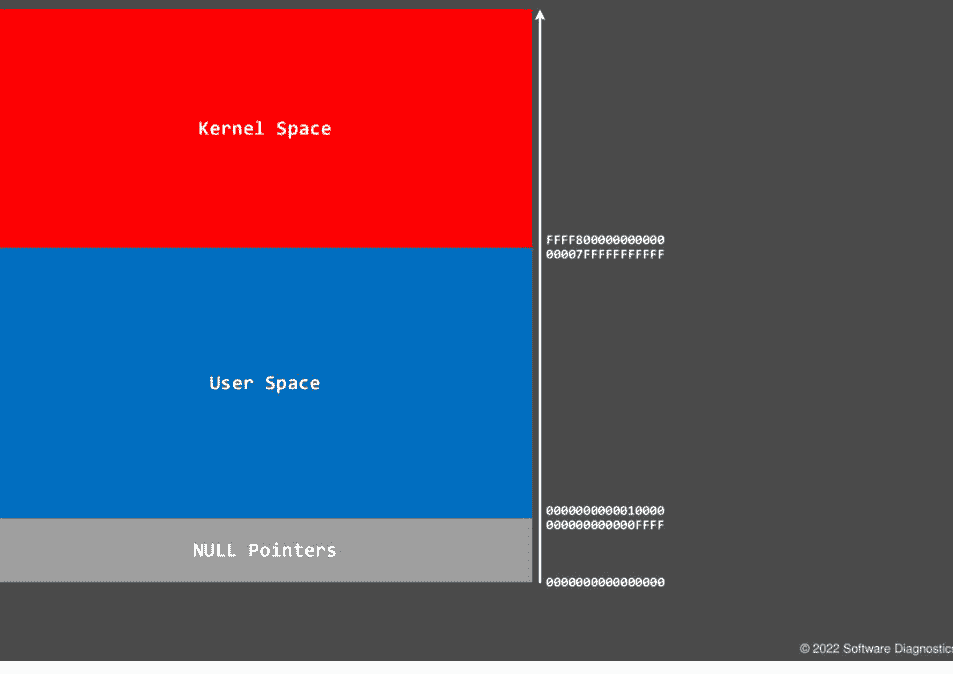 Kernel Space
FFFF800000000000
00007FFFFFFFFFFF
User Space
0000000000010000
000000000000FFFF
NULL Pointers
0000000000000000
© 2022 Software Diagnostics